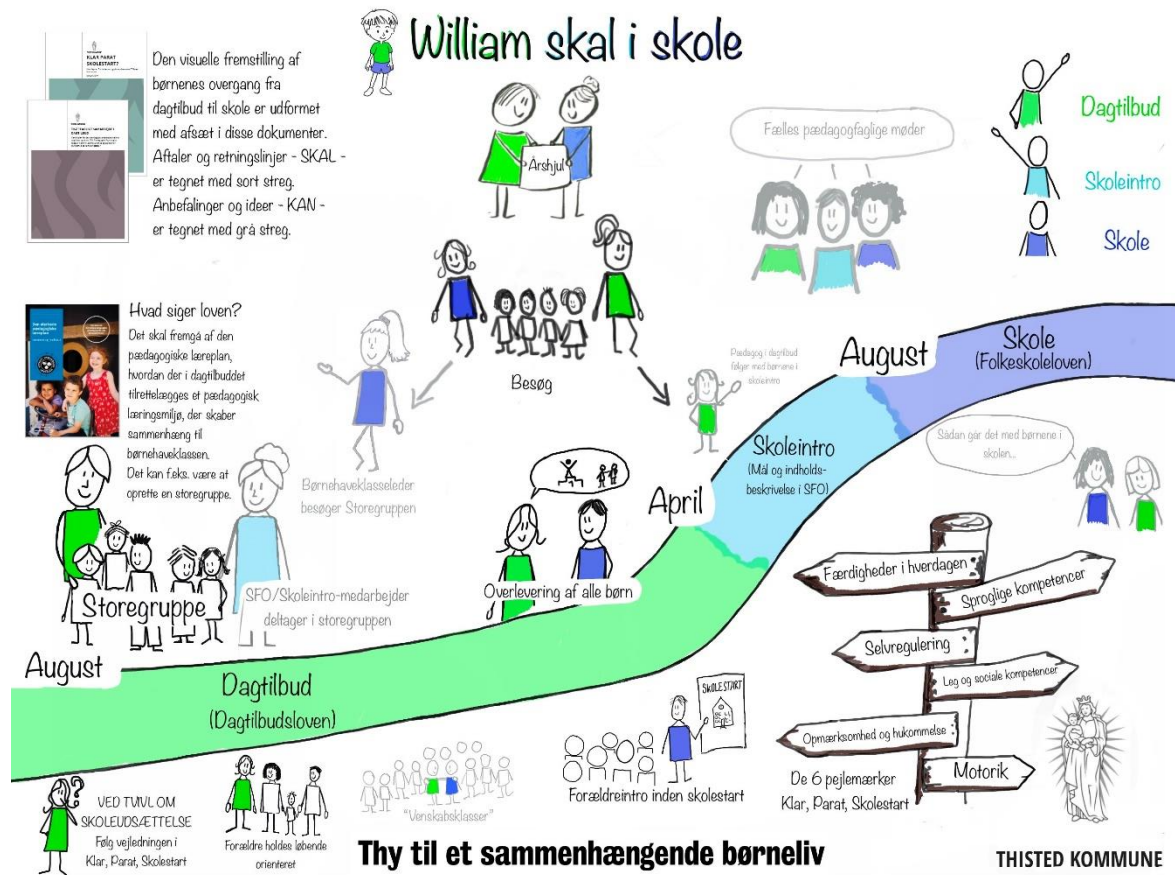 William skal i skole
KLAR PARAT
SKOLESTART?
Den visuelle fremstilling af
børnenes overgang fra
dagtilbud til skole er udformet
med afsæt i disse dokumenter.
Aftaler og retningslinjer - SKAL -
er tegnet med sort streg.
Anbefalinger og ideer - KAN -
er tegnet med grå streg.
Årshjul
Fælles pædagogfaglige møder
Dagtilbud
Skoleintro
Skole
Hvad siger loven?
Det skal fremgå af den
pædagogiske læreplan,
hvordan der i dagtilbuddet
tilrettelægges et pædagogisk
læringsmiljø, der skaber
sammenhæng til
børnehaveklassen.
Det kan f.eks. være at
oprette en storegruppe.
Besøg
Børnehaveklasseleder
besøger Storegruppen
Pædagog i dagtilbud
følger med børnene i
skoleintro
August
Skole
(Folkeskoleloven)
Skoleintro
(Mål og indholds-
beskrivelse i SFO)
Sådan går det med børnene i
skolen...
April
Storegruppe
SFO/Skoleintro-medarbejder
deltager i storegruppen
Overlevering af alle børn
August
Dagtilbud
(Dagtilbudsloven)
Færdigheder i hverdagen
Sproglige kompetencer
Selvregulering
Leg og sociale kompetencer
Opmærksomhed og hukommelse
Motorik
De 6 pejlemærker
Klar, Parat, Skolestart
SKOLESTART
Forældreintro inden skolestart
"Venskabsklasser"
Forældre holdes løbende
orienteret
VED TVIVL OM
SKOLEUDSÆTTELSE
Følg vejledningen i
Klar, Parat, Skolestart
Thy til et sammenhængende børneliv
THISTED KOMMUNE